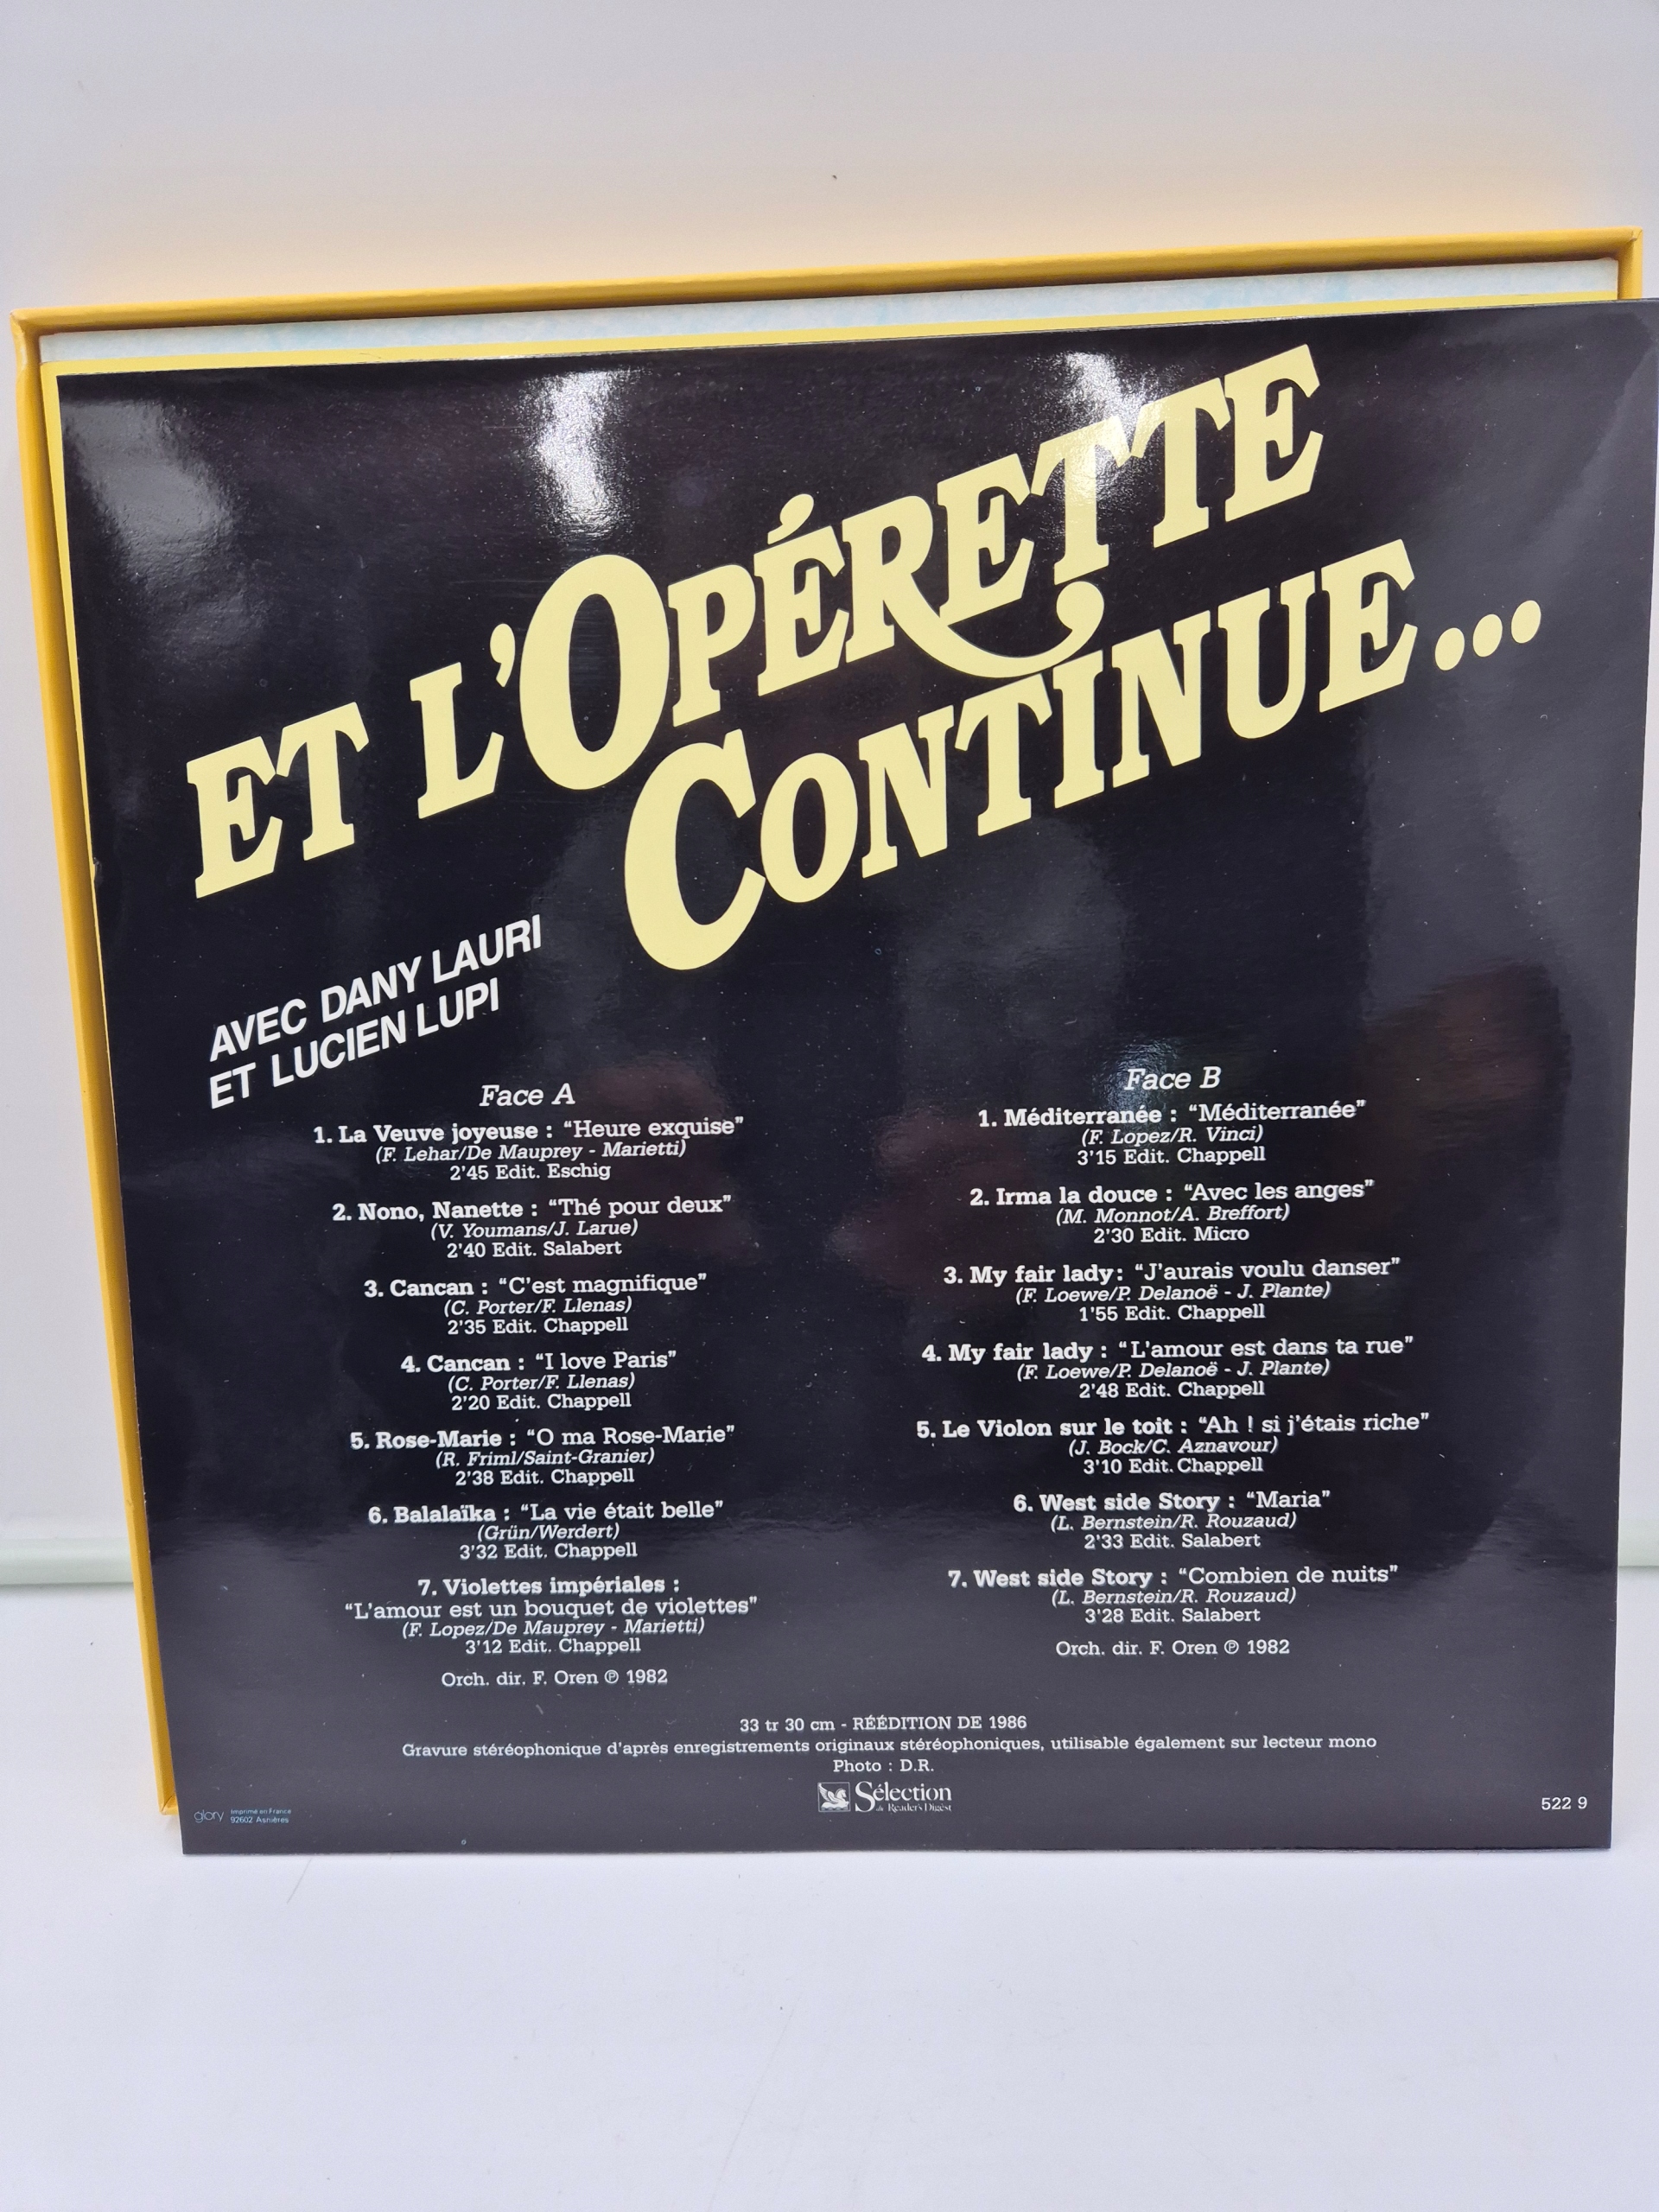 ET L'OPÉRETTE
CONTINUE...
AVEC DANY LAURI
ET LUCIEN LUPI
Face A
1. La Veuve joyeuse : “Heure exquise”
(F. Lehar/De Mauprey - Marietti)
2'45 Edit. Eschig
2. Nono, Nanette : “Thé pour deux”
(V. Youmans/J. Larue)
2'40 Edit. Salabert
3. Cancan : “C'est magnifique”
(C. Porter/F. Llenas)
2'35 Edit. Chappell
4. Cancan : “I love Paris”
(C. Porter/F. Llenas)
2'20 Edit. Chappell
5. Rose-Marie : “O ma Rose-Marie”
(R. Friml/Saint-Granier)
2'38 Edit. Chappell
6. Balalaïka : “La vie était belle”
(Grün/Werdert)
3'32 Edit. Chappell
7. Violettes impériales :
“L'amour est un bouquet de violettes”
(F. Lopez/De Mauprey - Marietti)
3'12 Edit. Chappell
Orch. dir. F. Oren ℗ 1982
Face B
1. Méditerranée : “Méditerranée”
(F. Lopez/R. Vinci)
3'15 Edit. Chappell
2. Irma la douce : “Avec les anges”
(M. Monnot/A. Breffort)
2'30 Edit. Micro
3. My fair lady : “J'aurais voulu danser”
(F. Loewe/P. Delanoë - J. Plante)
1'55 Edit. Chappell
4. My fair lady : “L'amour est dans ta rue”
(F. Loewe/P. Delanoë - J. Plante)
2'48 Edit. Chappell
5. Le Violon sur le toit : “Ah ! si j'étais riche”
(J. Bock/C. Aznavour)
3'10 Edit. Chappell
6. West side Story : “Maria”
(L. Bernstein/R. Rouzaud)
2'33 Edit. Salabert
7. West side Story : “Combien de nuits”
(L. Bernstein/R. Rouzaud)
3'28 Edit. Salabert
Orch. dir. F. Oren ℗ 1982
33 tr 30 cm - RÉÉDITION DE 1986
Gravure stéréophonique d'après enregistrements originaux stéréophoniques, utilisable également sur lecteur mono
Photo : D.R.
Sélection
du Reader's Digest
glory
Imprimé en France
92602 Asnières
522 9